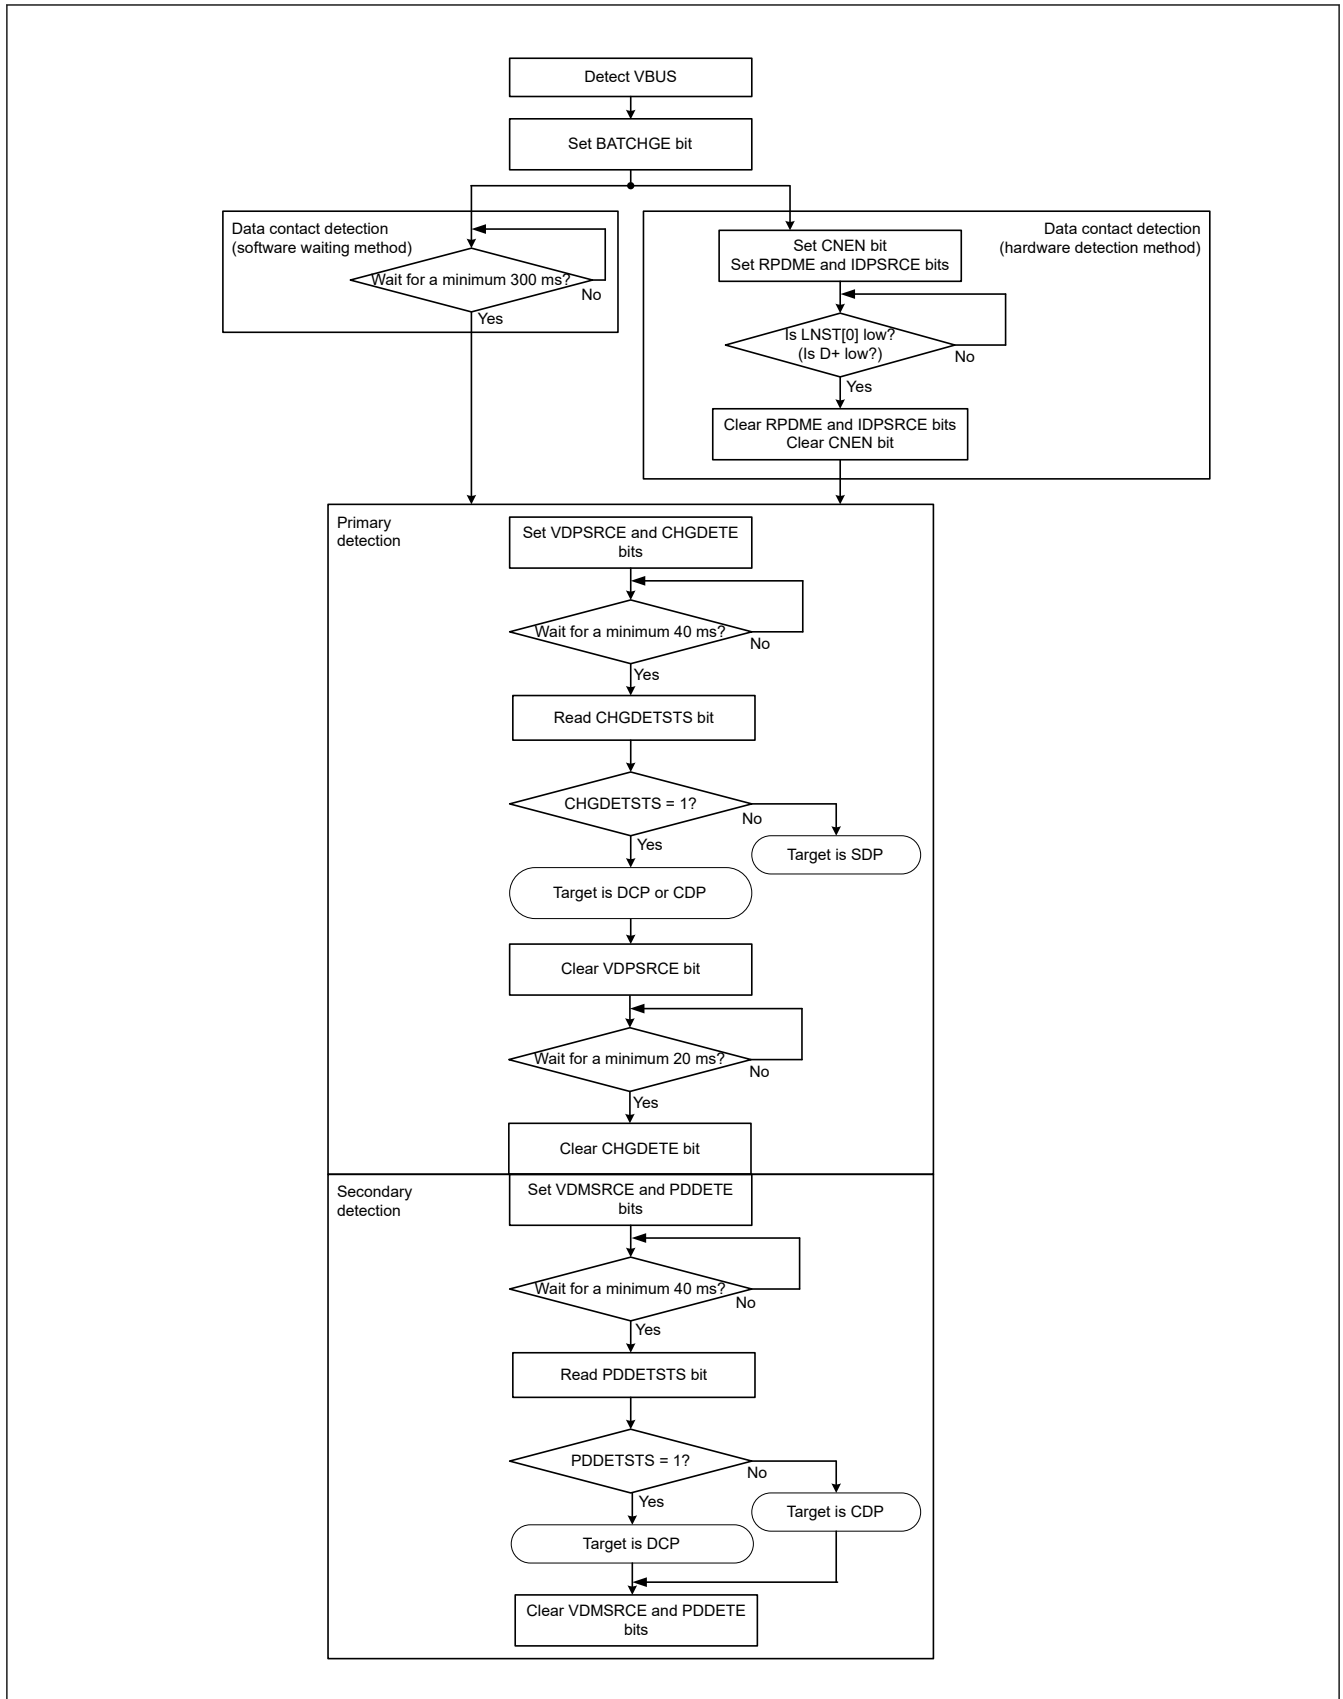 Detect VBUS
Set BATCHGE bit
Data contact detection
(software waiting method)
Wait for a minimum 300 ms?
No
Yes
Data contact detection
(hardware detection method)
Set CNEN bit
Set RPDME and IDPSRCE bits
Is LNST[0] low?
(Is D+ low?)
No
Yes
Clear RPDME and IDPSRCE bits
Clear CNEN bit
Primary
detection
Set VDPSRCE and CHGDETE
bits
Wait for a minimum 40 ms?
No
Yes
Read CHGDETSTS bit
CHGDETSTS = 1?
No
Yes
Target is SDP
Target is DCP or CDP
Clear VDPSRCE bit
Wait for a minimum 20 ms?
No
Yes
Clear CHGDETE bit
Secondary
detection
Set VDMSRCE and PDDETE
bits
Wait for a minimum 40 ms?
No
Yes
Read PDDETSTS bit
PDDETSTS = 1?
No
Yes
Target is CDP
Target is DCP
Clear VDMSRCE and PDDETE
bits